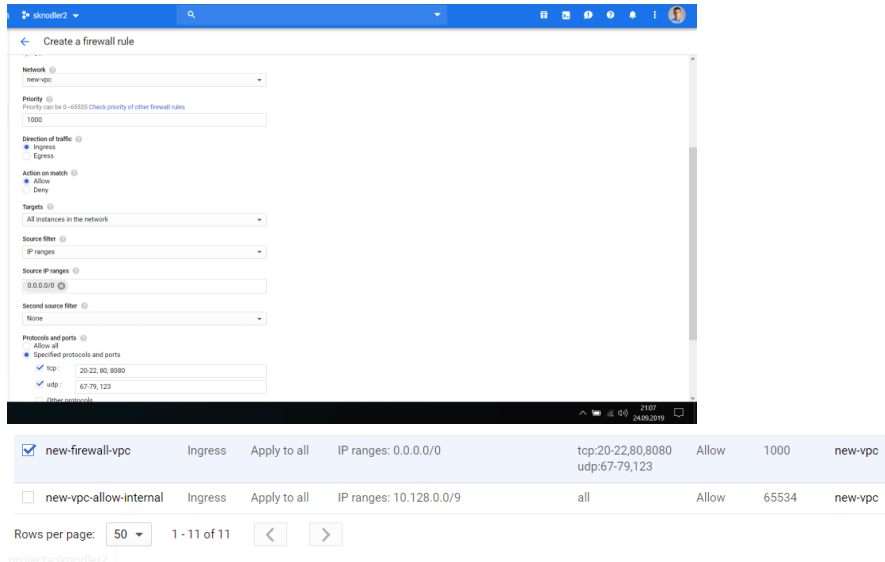 sknodler2
Create a firewall rule
Network
new-vpc
Priority
Priority can be 0–65535 Check priority of other firewall rules
1000
Direction of traffic
Ingress
Egress
Action on match
Allow
Deny
Targets
All instances in the network
Source filter
IP ranges
Source IP ranges
0.0.0.0/0
Second source filter
None
Protocols and ports
Allow all
Specified protocols and ports
tcp : 20-22, 80, 8080
udp : 67-79, 123
Other protocols
21:07
24.09.2019
new-firewall-vpc Ingress Apply to all IP ranges: 0.0.0.0/0 tcp:20-22,80,8080 Allow 1000 new-vpc
udp:67-79,123
new-vpc-allow-internal Ingress Apply to all IP ranges: 10.128.0.0/9 all Allow 65534 new-vpc
Rows per page: 50 1 - 11 of 11
project=sknodler2